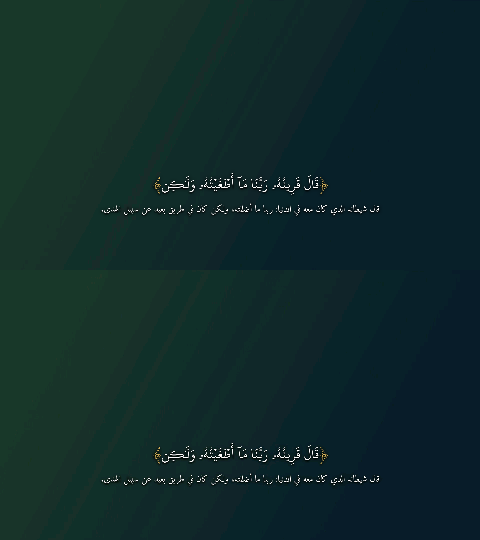 ﴿قَالَ قَرِينُهُۥ رَبَّنَا مَآ أَطْغَيْتُهُۥ وَلَٰكِن﴾
قال شيطانه الذي كان معه في الدنيا: ربنا ما أضللته، ولكن كان في طريق بعيد عن سبيل الهدى.
﴿قَالَ قَرِينُهُۥ رَبَّنَا مَآ أَطْغَيْتُهُۥ وَلَٰكِن﴾
قال شيطانه الذي كان معه في الدنيا: ربنا ما أضللته، ولكن كان في طريق بعيد عن سبيل الهدى.